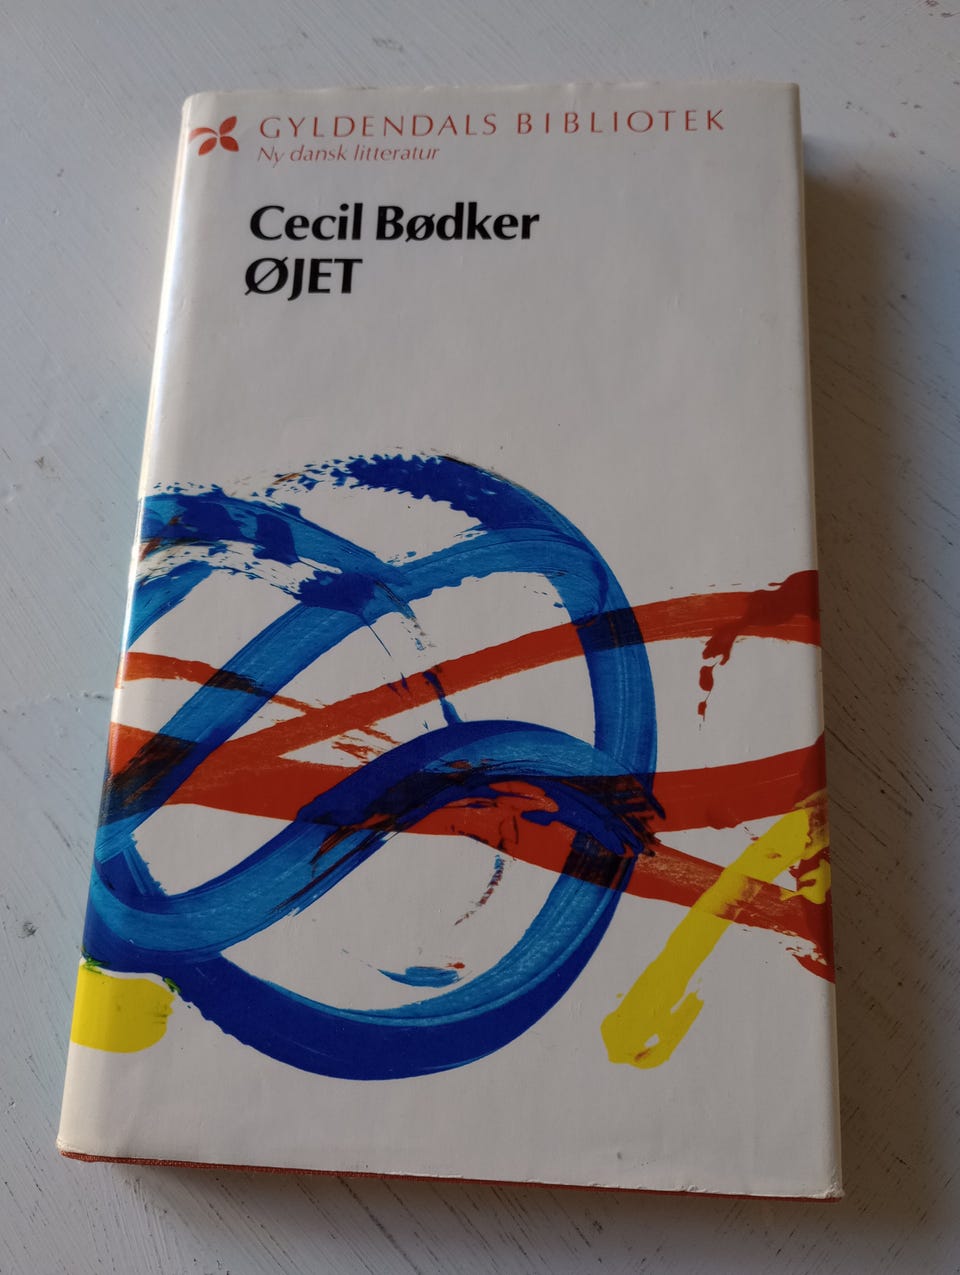 GYLDENDALS BIBLIOTEK
Ny dansk litteratur
Cecil Bødker
ØJET